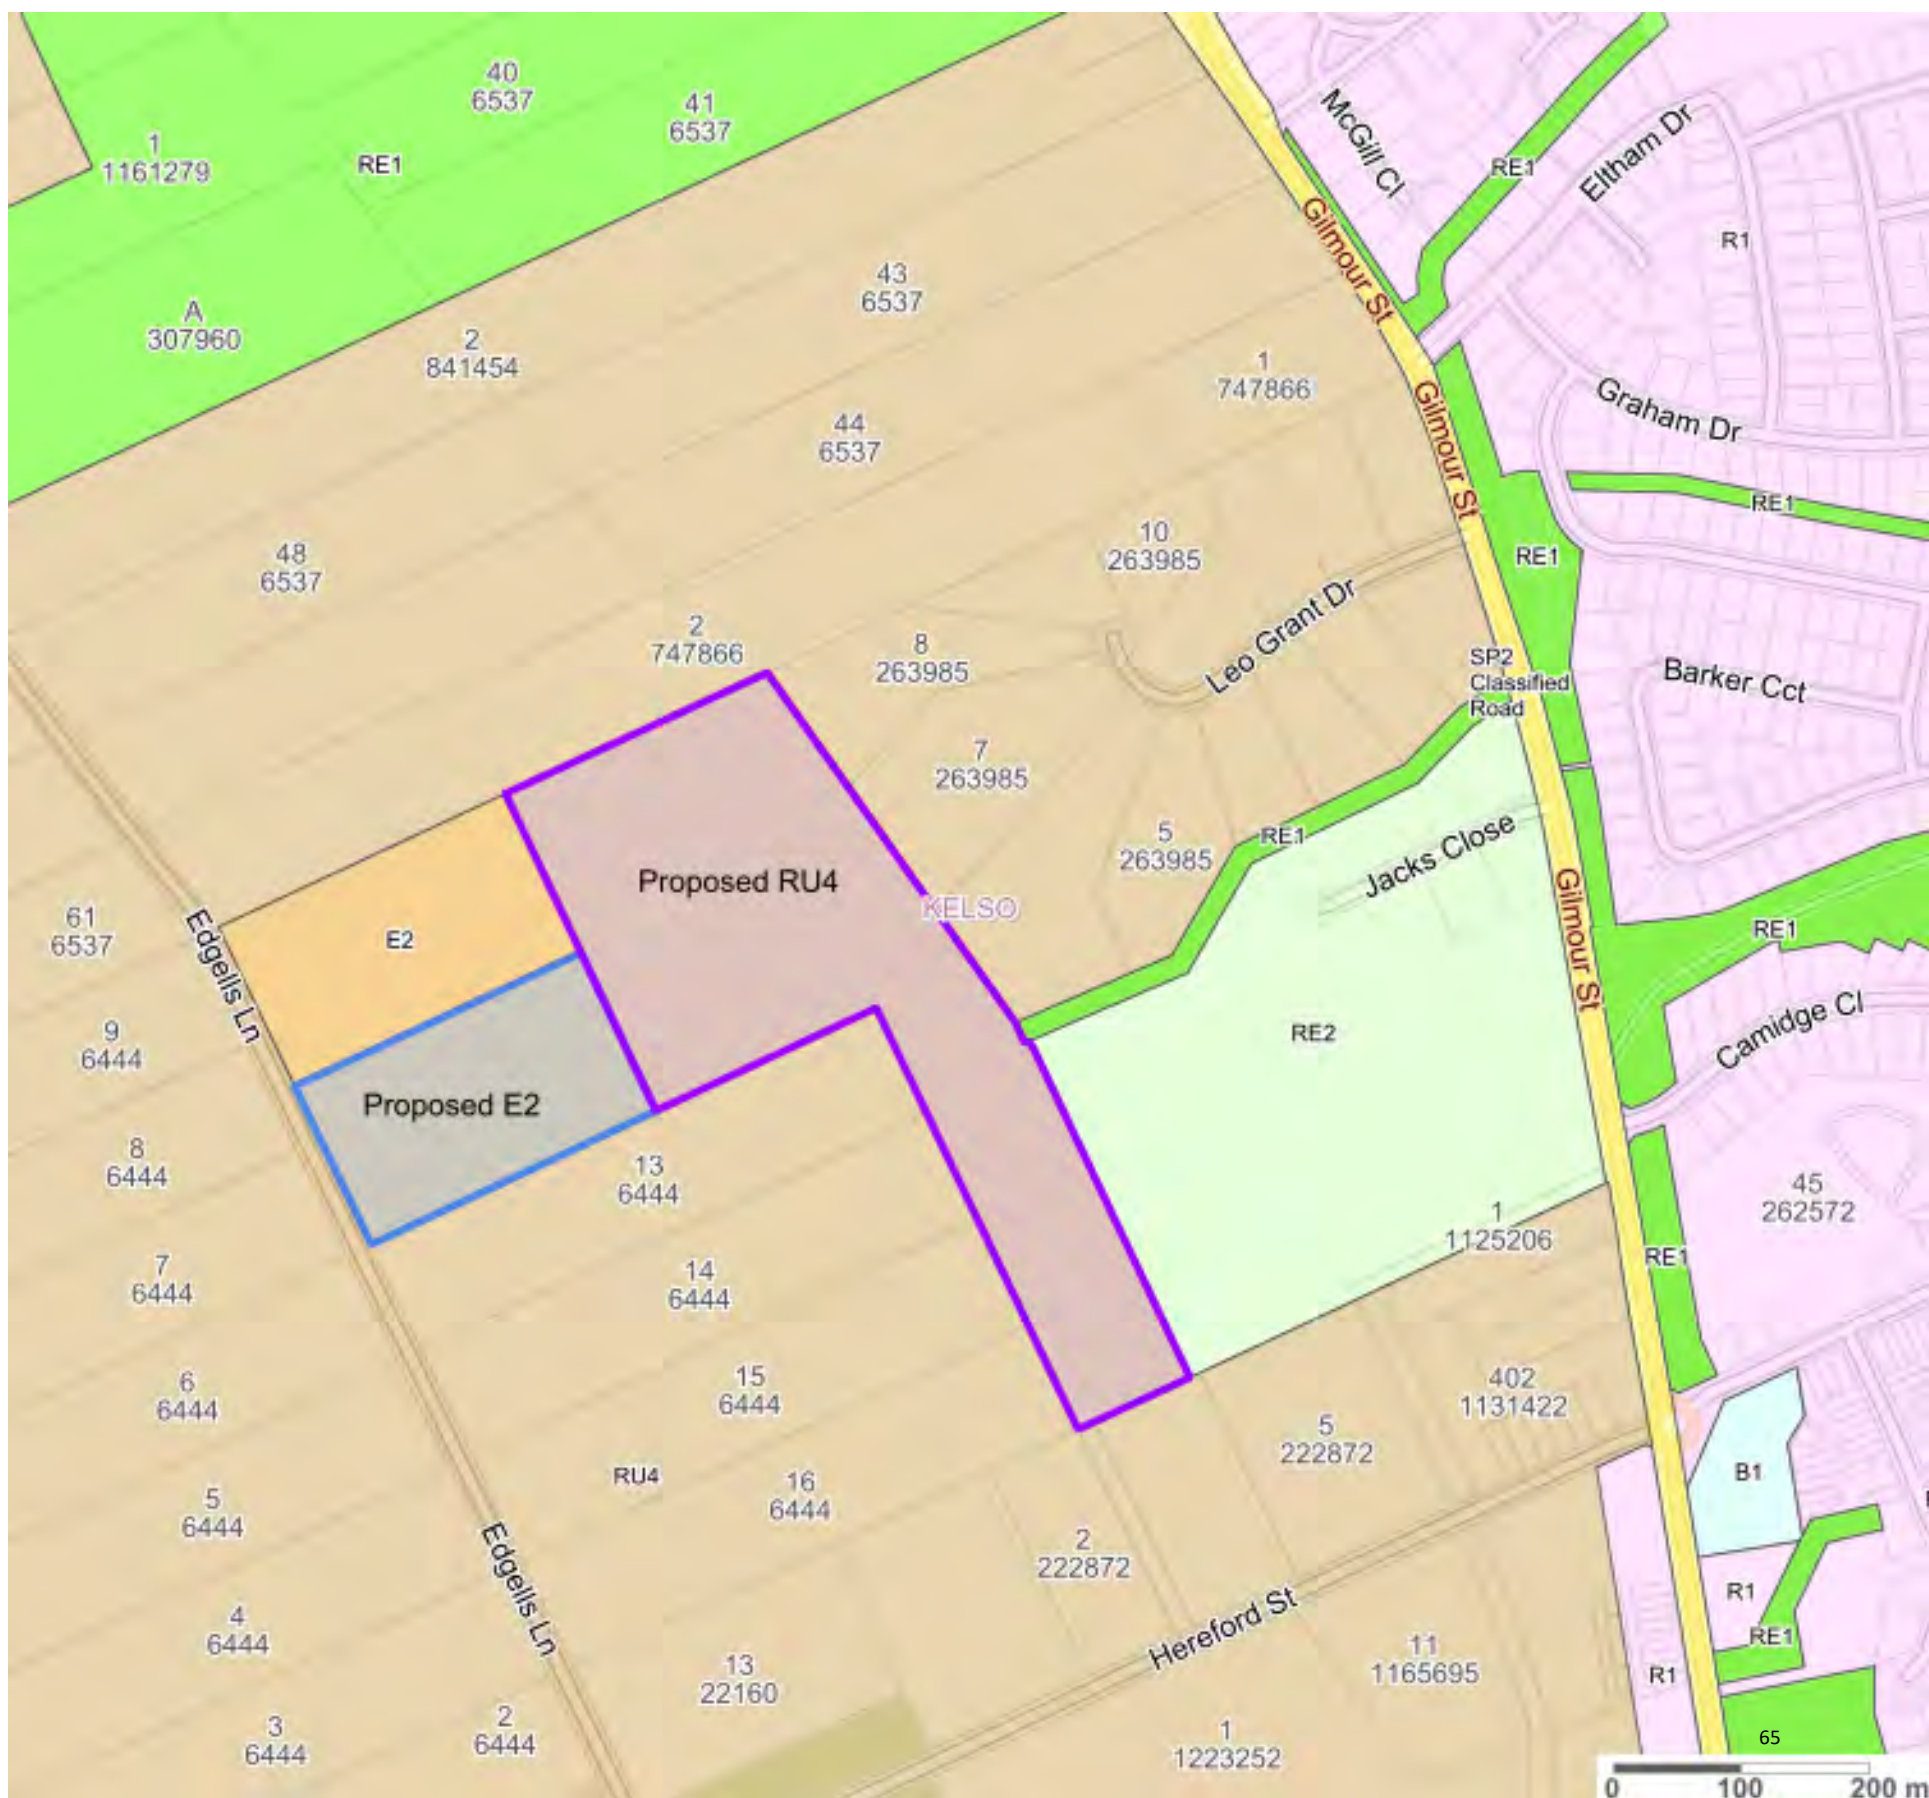 40
6537
41
6537
1
1161279
RE1
McGill Cl
RE1
Eltham Dr
R1
Gilmour St
43
6537
A
307960
2
841454
1
747866
44
6537
Gilmour St
Graham Dr
RE1
48
6537
10
263985
RE1
Leo Grant Dr
2
747866
8
263985
SP2
Classified
Road
Barker Cct
7
263985
5
263985
RE1
Jacks Close
Proposed RU4
KELSO
Gilmour St
61
6537
Edgells Ln
E2
RE1
9
6444
RE2
Camidge Cl
Proposed E2
8
6444
13
6444
45
262572
1
1125206
RE1
7
6444
14
6444
6
6444
15
6444
402
1131422
5
222872
RU4
16
6444
B1
5
6444
Edgells Ln
2
222872
R1
Hereford St
RE1
4
6444
11
1165695
R1
13
22160
3
6444
2
6444
1
1223252
65
0 100 200 m